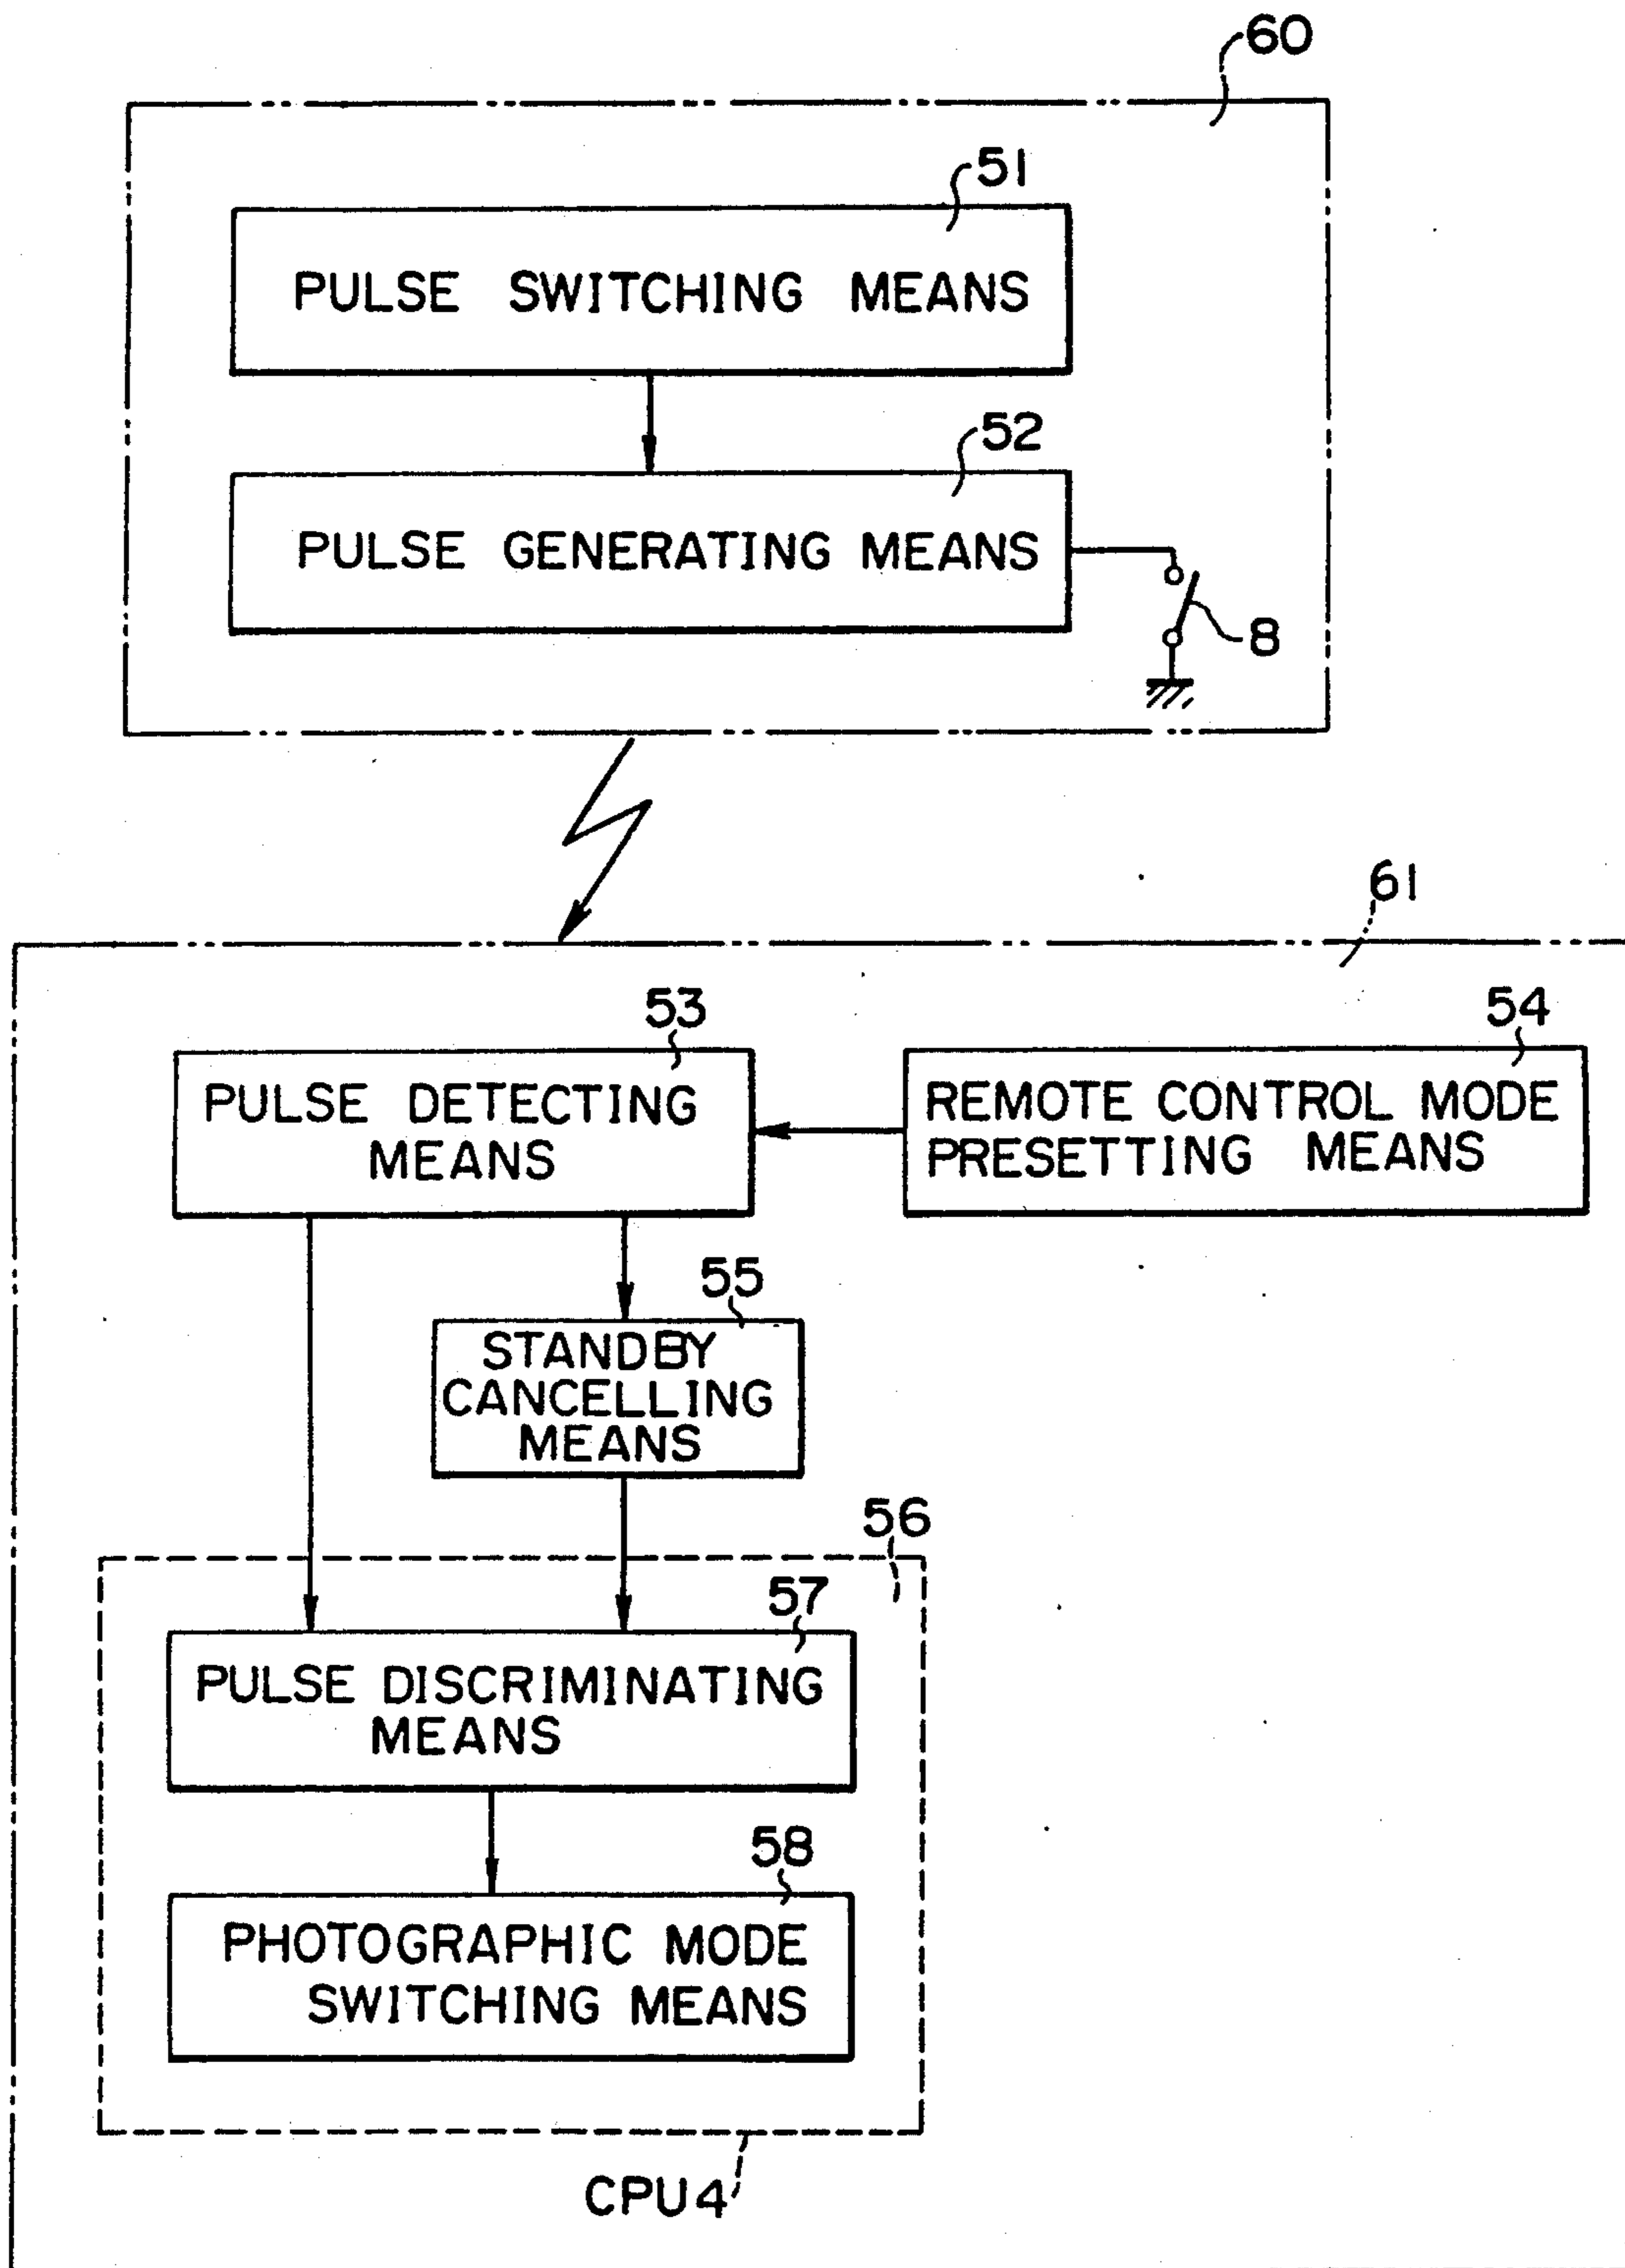 60
51
PULSE SWITCHING MEANS
52
PULSE GENERATING MEANS
8
61
53
54
PULSE DETECTING
MEANS
REMOTE CONTROL MODE
PRESETTING MEANS
55
STANDBY
CANCELLING
MEANS
56
57
PULSE DISCRIMINATING
MEANS
58
PHOTOGRAPHIC MODE
SWITCHING MEANS
CPU4